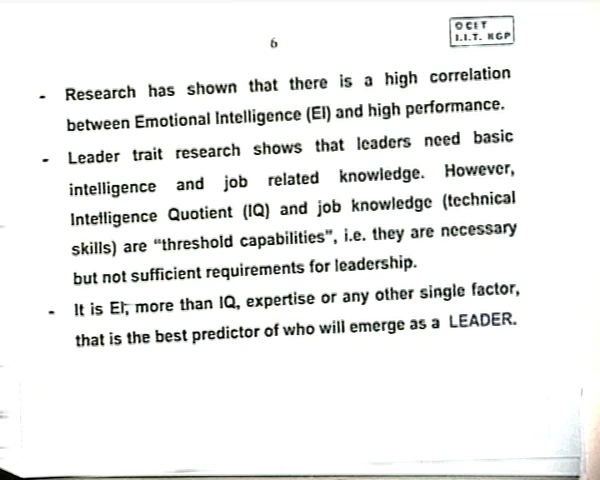 6
© CET
I.I.T. KGP
- Research has shown that there is a high correlation
between Emotional Intelligence (EI) and high performance.
- Leader trait research shows that leaders need basic
intelligence and job related knowledge. However,
Intelligence Quotient (IQ) and job knowledge (technical
skills) are “threshold capabilities”, i.e. they are necessary
but not sufficient requirements for leadership.
- It is EI, more than IQ, expertise or any other single factor,
that is the best predictor of who will emerge as a LEADER.